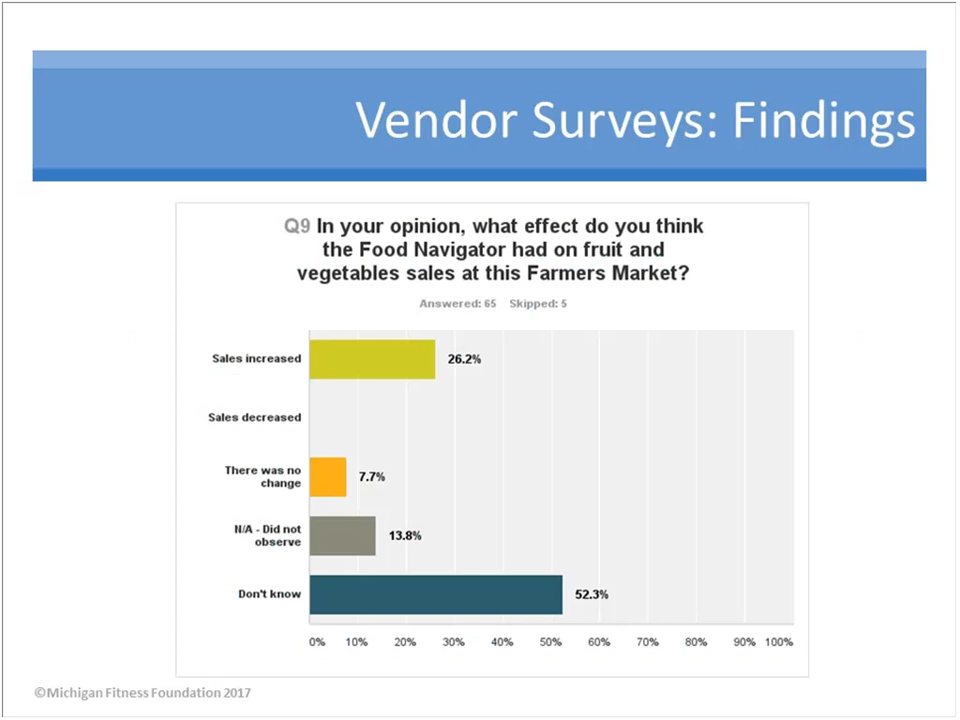 Vendor Surveys: Findings
Q9 In your opinion, what effect do you think
the Food Navigator had on fruit and
vegetables sales at this Farmers Market?
Answered: 65 Skipped: 5
Sales increased 26.2%
Sales decreased
There was no
change
7.7%
N/A - Did not
observe
13.8%
Don't know 52.3%
0% 10% 20% 30% 40% 50% 60% 70% 80% 90% 100%
©Michigan Fitness Foundation 2017